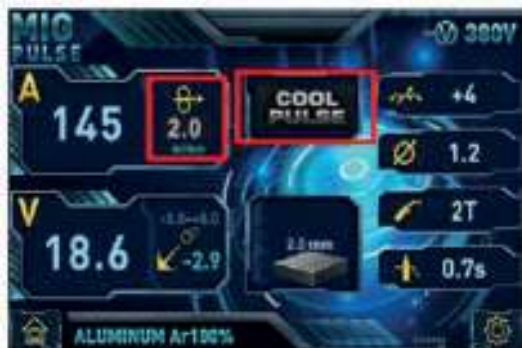 MIG
PULSE
380V
A
145
2.0
COOL
PULSE
+4
1.2
V
18.6
-2.9
2.0 mm
2T
0.7s
ALUMINUM Ar100%